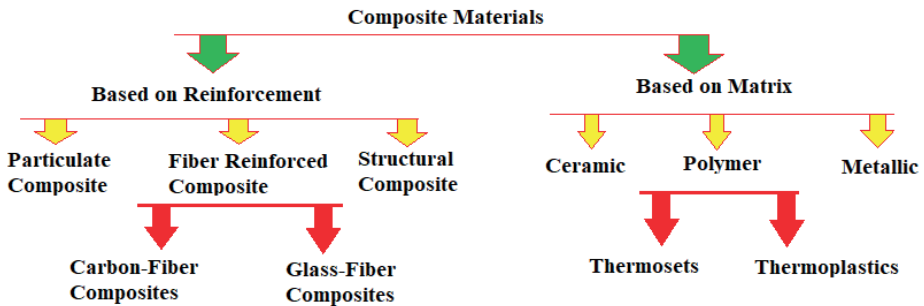 Composite Materials
Based on Reinforcement
Based on Matrix
Particulate
Composite
Fiber Reinforced
Composite
Structural
Composite
Ceramic
Polymer
Metallic
Carbon-Fiber
Composites
Glass-Fiber
Composites
Thermosets
Thermoplastics